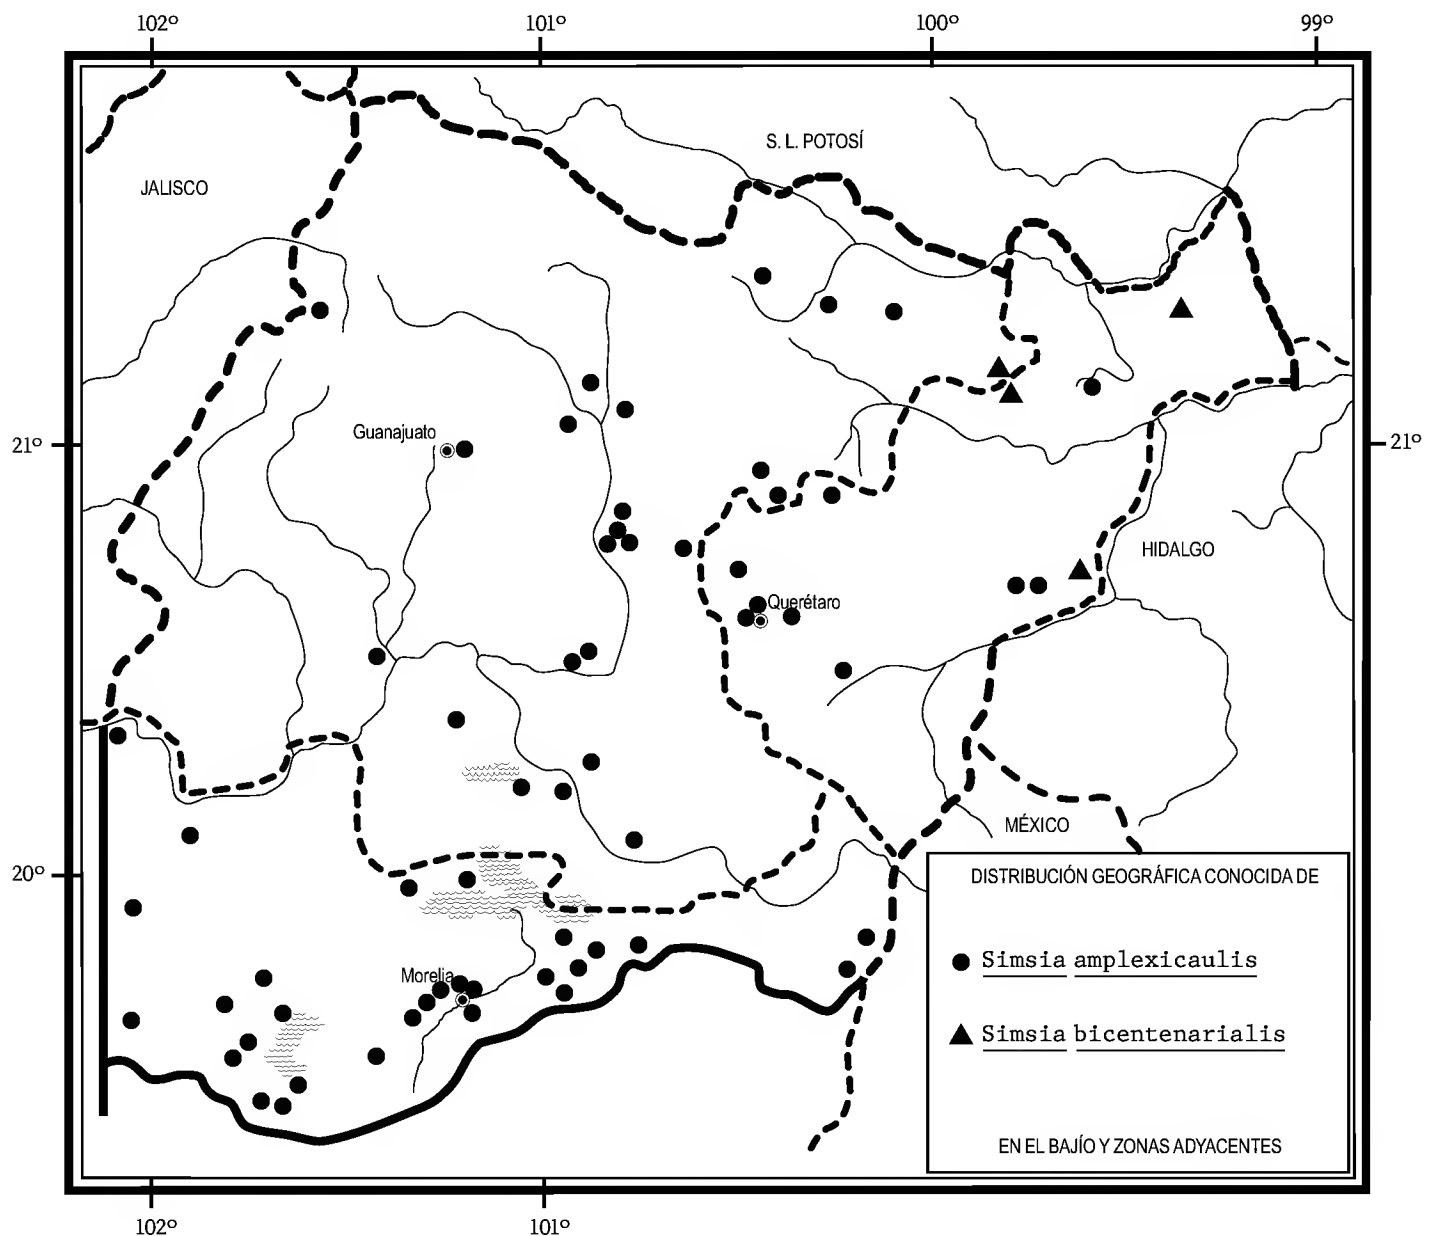 102º 101º 100º 99º
S. L. POTOSÍ
JALISCO
Guanajuato
21º
21º
HIDALGO
Querétaro
MÉXICO
20º
DISTRIBUCIÓN GEOGRÁFICA CONOCIDA DE
Simsia amplexicaulis
Morelia
Simsia bicentenarialis
EN EL BAJÍO Y ZONAS ADYACENTES
102º 101º